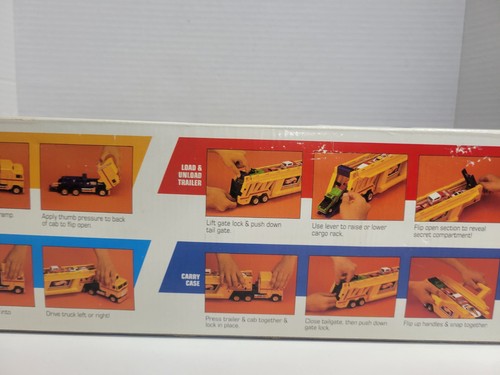 LOAD &
UNLOAD
TRAILER
Apply thumb pressure to back
of cab to flip open.
Lift gate lock & push down
tail gate.
Use lever to raise or lower
cargo rack.
Flip open section to reveal
secret compartment!
CARRY
CASE
Drive truck left or right!
Press trailer & cab together &
lock in place.
Close tailgate, then push down
gate lock.
Flip up handles & snap together.